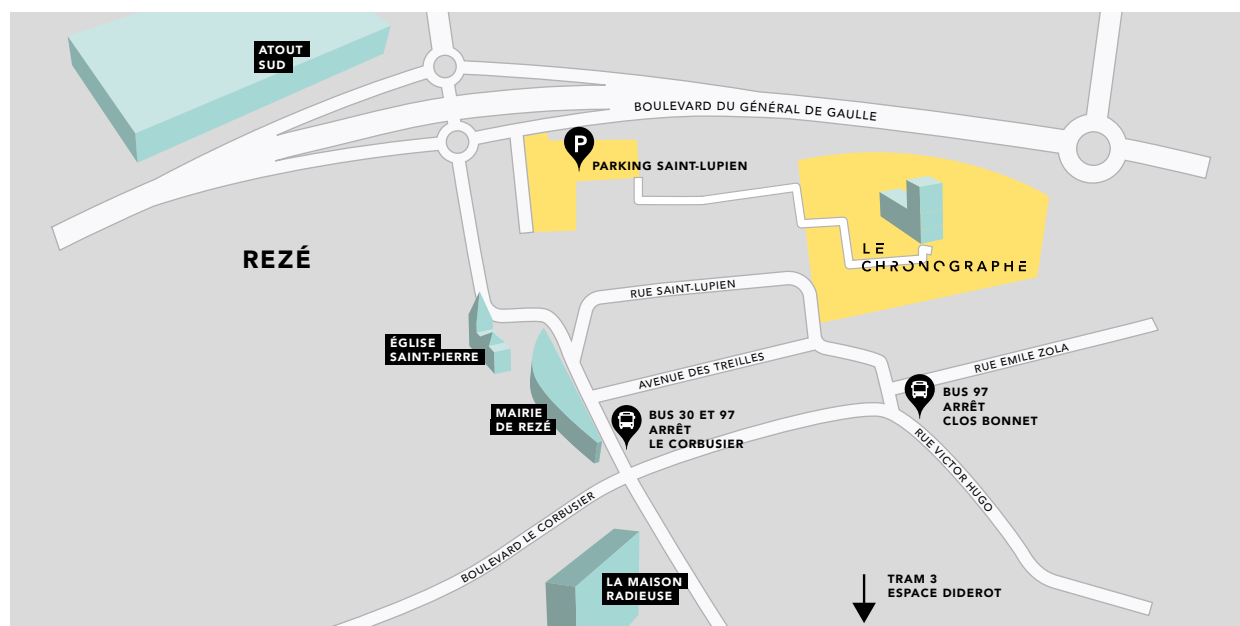 ATOUT
SUD
BOULEVARD DU GÉNÉRAL DE GAULLE
P
PARKING SAINT-LUPIEN
REZÉ
LE
CHRONOGRAPHE
RUE SAINT-LUPIEN
ÉGLISE
SAINT-PIERRE
AVENUE DES TREILLES
RUE EMILE ZOLA
MAIRIE
DE REZÉ
BUS 30 ET 97
ARRÊT
LE CORBUSIER
BUS 97
ARRÊT
CLOS BONNET
RUE VICTOR HUGO
BOULEVARD LE CORBUSIER
LA MAISON
RADIEUSE
TRAM 3
ESPACE DIDEROT